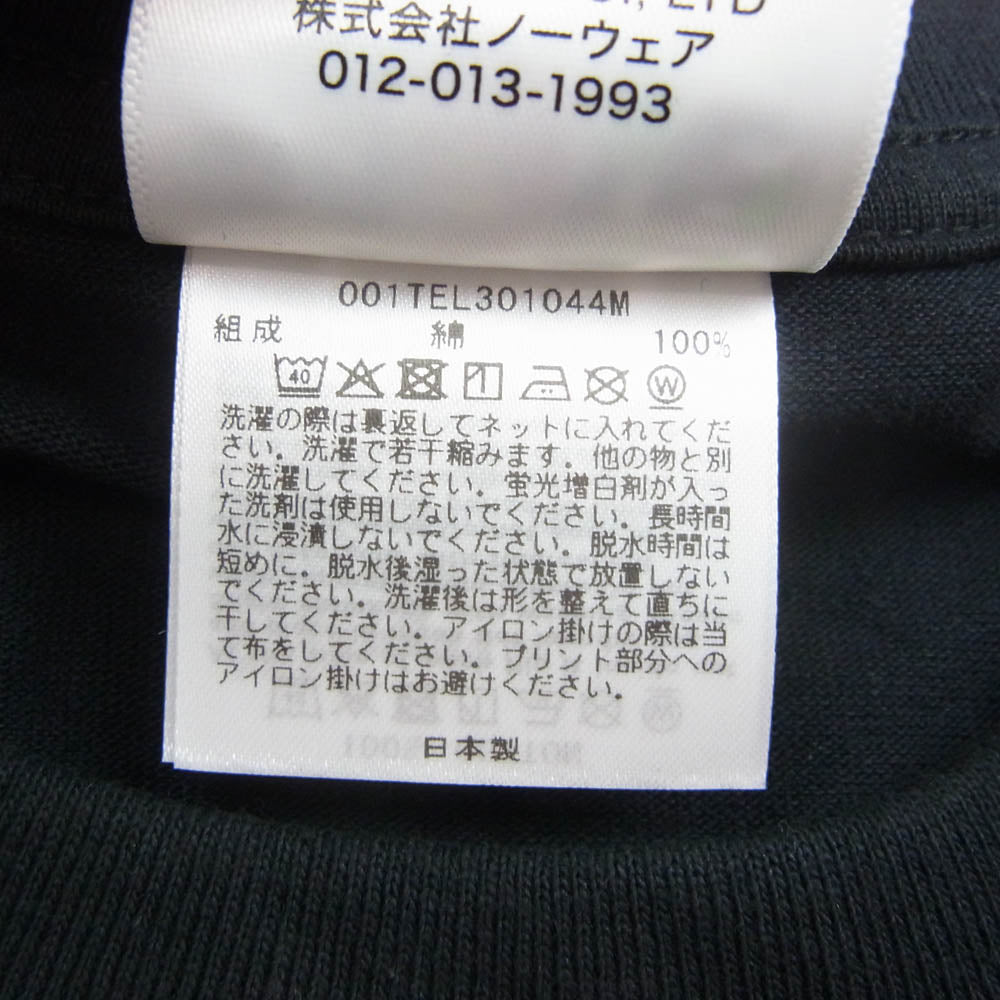 LTD
株式会社ノーウェア
012-013-1993
001TEL301044M
組成 綿 100%
40 W
洗濯の際は裏返してネットに入れてくだ
さい。洗濯で若干縮みます。他の物と別
に洗濯してください。蛍光増白剤が入っ
た洗剤は使用しないでください。長時間
水に浸漬しないでください。脱水時間は
短めに。脱水後湿った状態で放置しない
でください。洗濯後は形を整えて直ちに
干してください。アイロン掛けの際は当
て布をしてください。プリント部分への
アイロン掛けはお避けください。
日本製